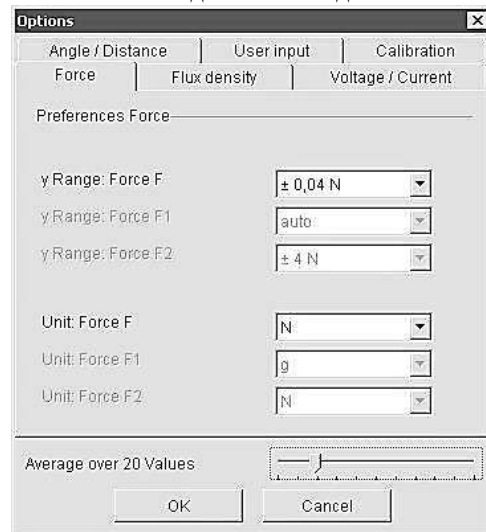 Options
Angle / Distance User input Calibration
Force Flux density Voltage / Current
Preferences Force
y Range: Force F ± 0,04 N
y Range: Force F1 auto
y Range: Force F2 ± 4 N
Unit: Force F N
Unit: Force F1 g
Unit: Force F2 N
Average over 20 Values
OK Cancel